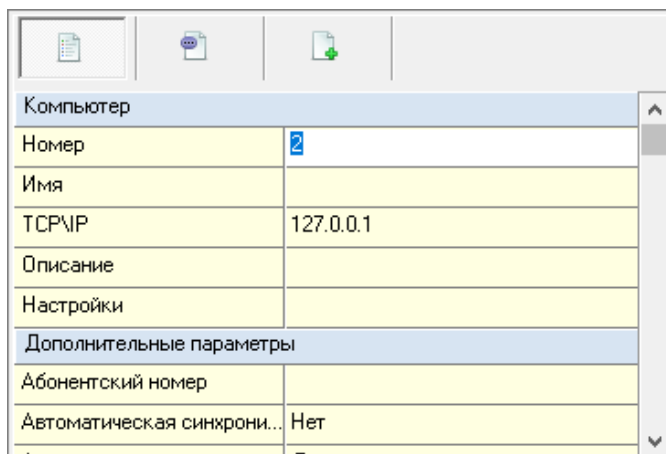 Компьютер
Номер 2
Имя
TCP\IP 127.0.0.1
Описание
Настройки
Дополнительные параметры
Абонентский номер
Автоматическая синхрони... Нет